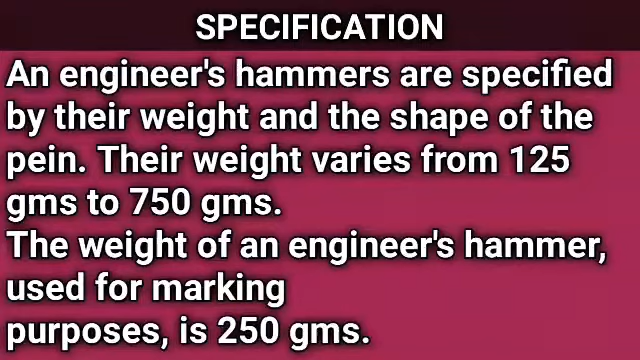 SPECIFICATION
An engineer's hammers are specified
by their weight and the shape of the
pein. Their weight varies from 125
gms to 750 gms.
The weight of an engineer's hammer,
used for marking
purposes, is 250 gms.